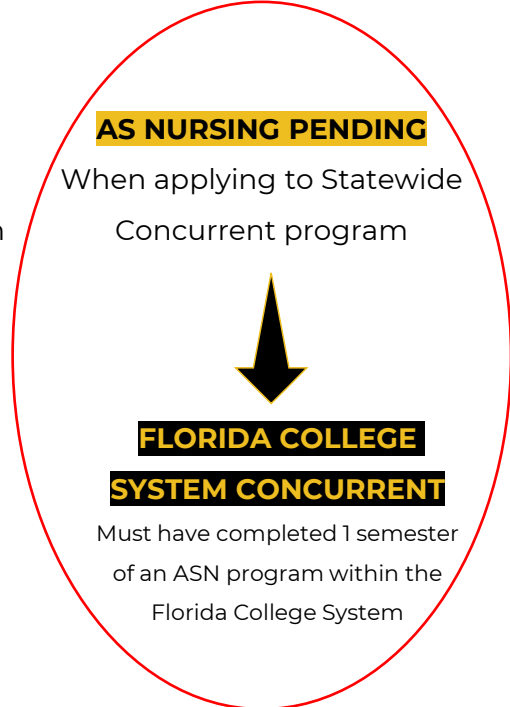 AS NURSING PENDING
When applying to Statewide
Concurrent program
FLORIDA COLLEGE
SYSTEM CONCURRENT
Must have completed 1 semester
of an ASN program within the
Florida College System